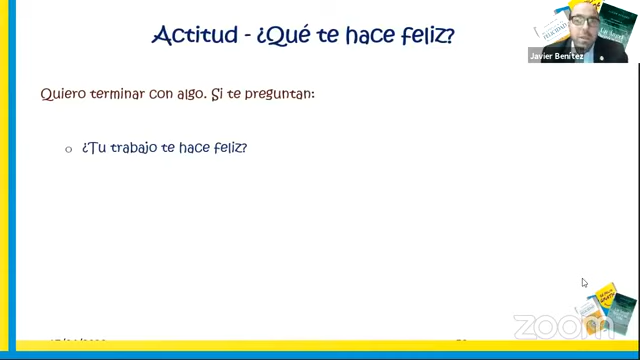 Actitud - ¿Qué te hace feliz?
Javier Benítez
Quiero terminar con algo. Si te preguntan:
o ¿Tu trabajo te hace feliz?
zoom